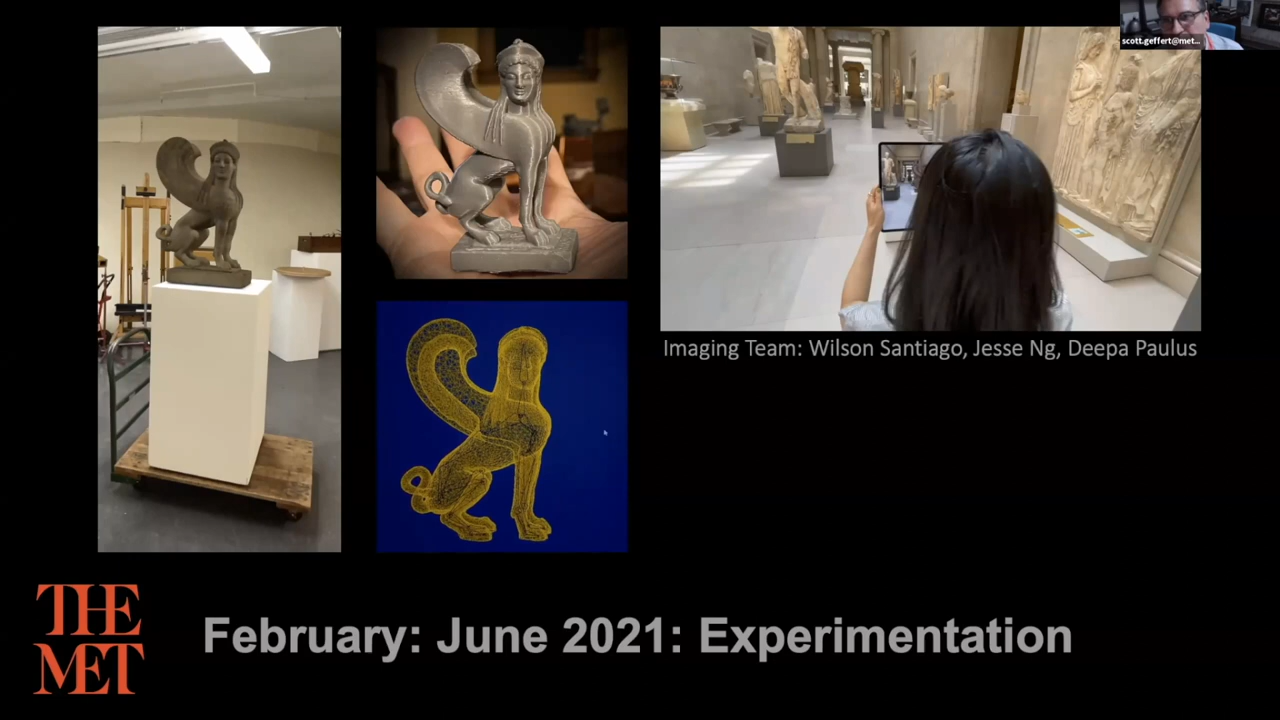 scott.geffert@met...
Imaging Team: Wilson Santiago, Jesse Ng, Deepa Paulus
THE
MET
February: June 2021: Experimentation